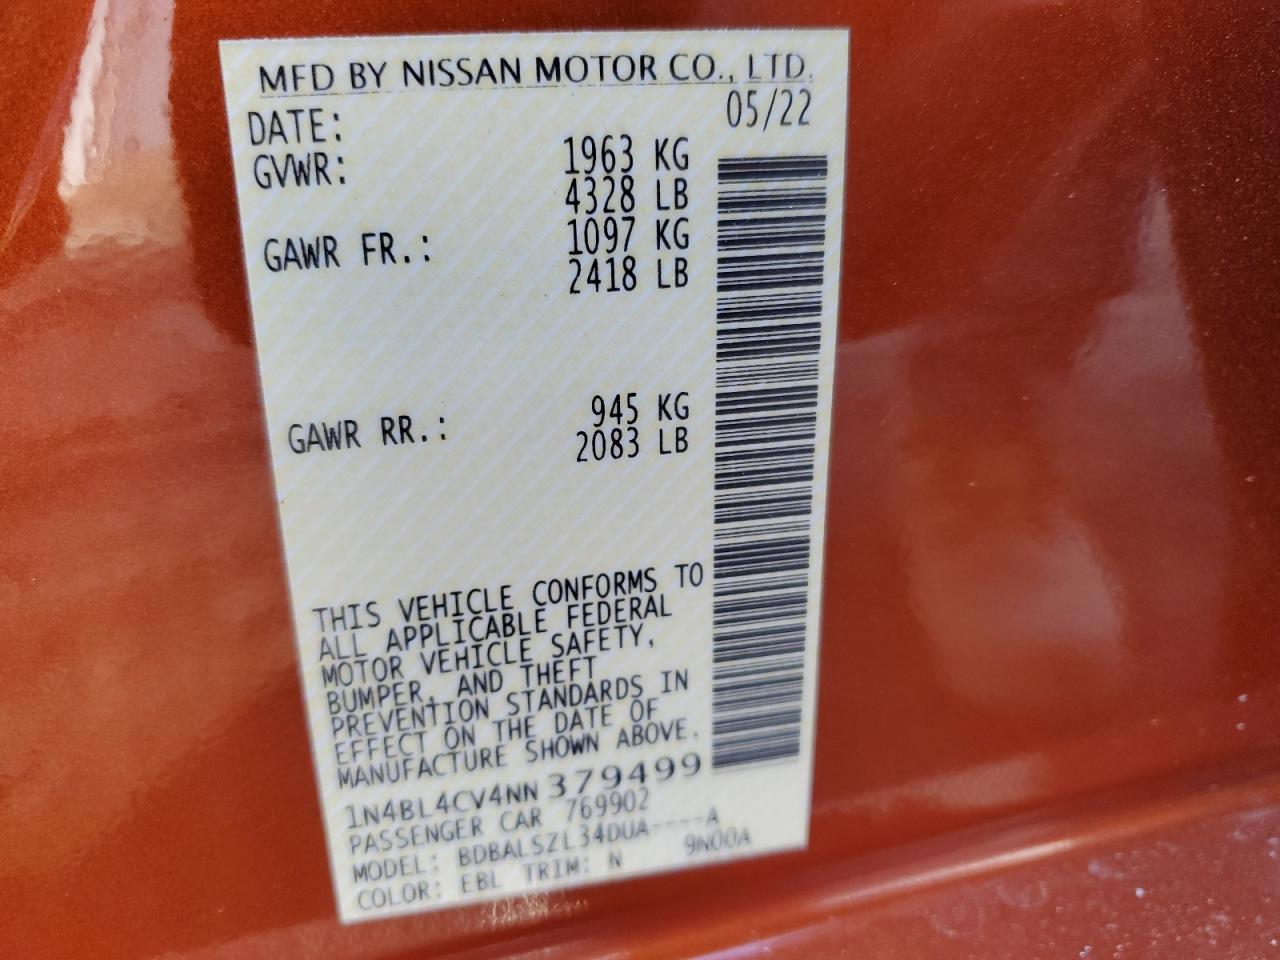 MFD BY NISSAN MOTOR CO., LTD.
DATE: 05/22
GVWR: 1963 KG
4328 LB
GAWR FR.: 1097 KG
2418 LB
GAWR RR.: 945 KG
2083 LB
THIS VEHICLE CONFORMS TO
ALL APPLICABLE FEDERAL
MOTOR VEHICLE SAFETY,
BUMPER, AND THEFT
PREVENTION STANDARDS IN
EFFECT ON THE DATE OF
MANUFACTURE SHOWN ABOVE.
1N4BL4CV4NN379499
PASSENGER CAR 769902
MODEL: BDBALSZL34DUA----A
COLOR: EBL TRIM: N 9N00A